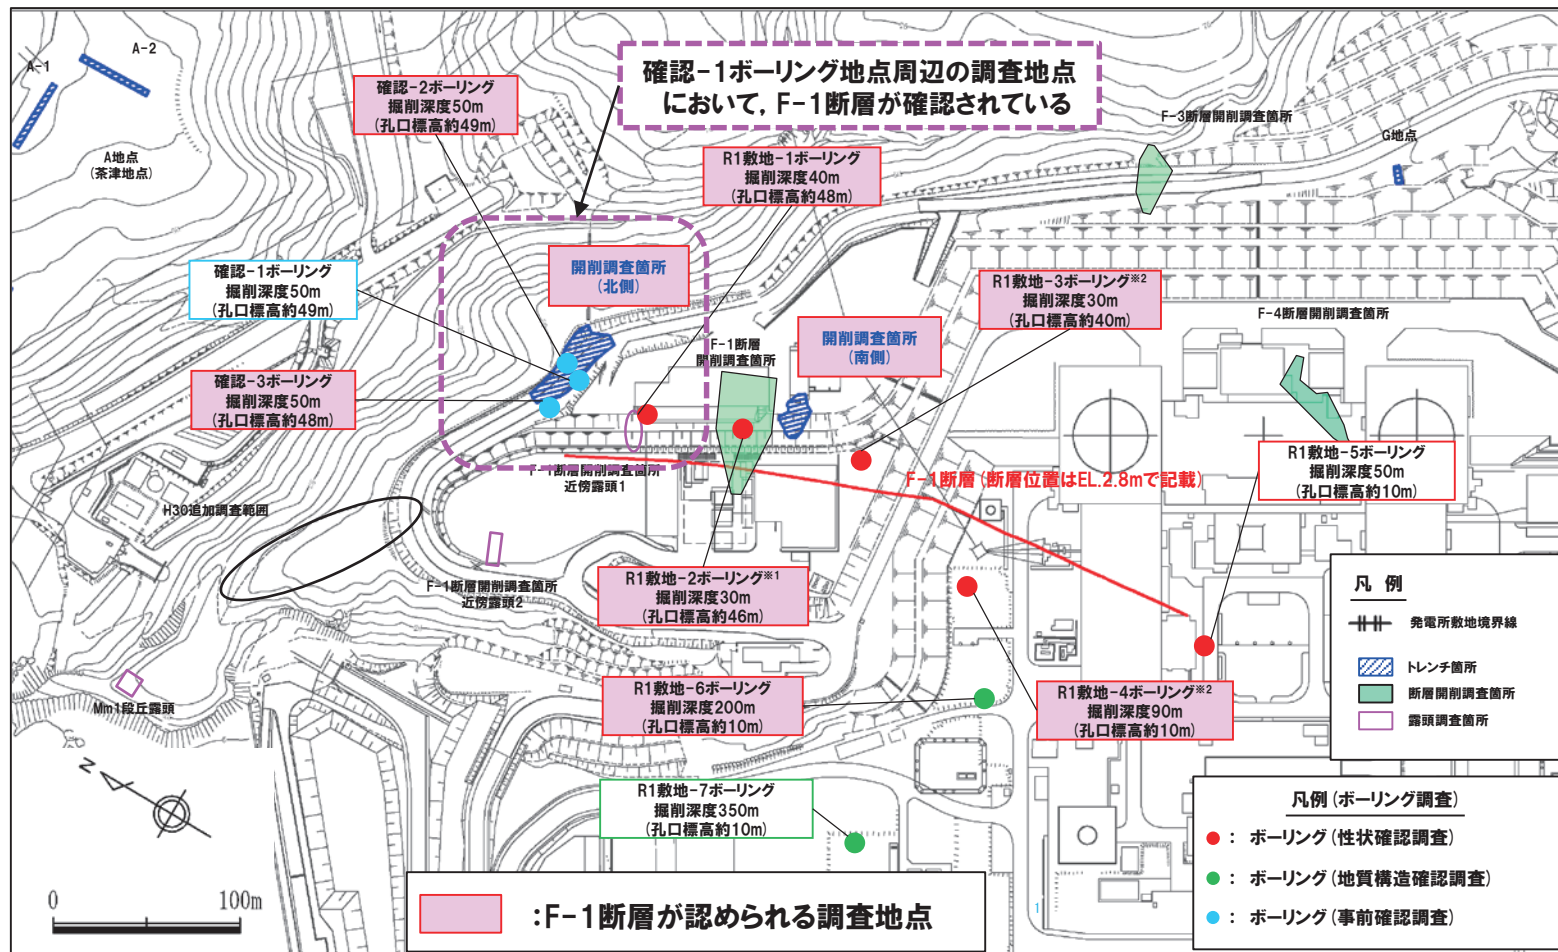 A-2
A-1
A地点
(茶津地点)
確認-2ボーリング
掘削深度50m
(孔口標高約49m)
確認-1ボーリング地点周辺の調査地点
において, F-1断層が確認されている
F-3断層開削調査箇所
G地点
R1敷地-1ボーリング
掘削深度40m
(孔口標高約48m)
確認-1ボーリング
掘削深度50m
(孔口標高約49m)
開削調査箇所
(北側)
R1敷地-3ボーリング※2
掘削深度30m
(孔口標高約40m)
F-4断層開削調査箇所
開削調査箇所
(南側)
F-1断層
開削調査箇所
確認-3ボーリング
掘削深度50m
(孔口標高約48m)
F-1断層開削調査箇所
近傍露頭1
F-1断層(断層位置はEL.2.8mで記載)
R1敷地-5ボーリング
掘削深度50m
(孔口標高約10m)
H30追加調査範囲
F-1断層開削調査箇所
近傍露頭2
R1敷地-2ボーリング※1
掘削深度30m
(孔口標高約46m)
凡 例
発電所敷地境界線
トレンチ箇所
断層開削調査箇所
露頭調査箇所
Mm1段丘露頭
R1敷地-6ボーリング
掘削深度200m
(孔口標高約10m)
R1敷地-4ボーリング※2
掘削深度90m
(孔口標高約10m)
N
R1敷地-7ボーリング
掘削深度350m
(孔口標高約10m)
凡例(ボーリング調査)
: ボーリング(性状確認調査)
: ボーリング(地質構造確認調査)
: ボーリング(事前確認調査)
0 100m
:F-1断層が認められる調査地点
1